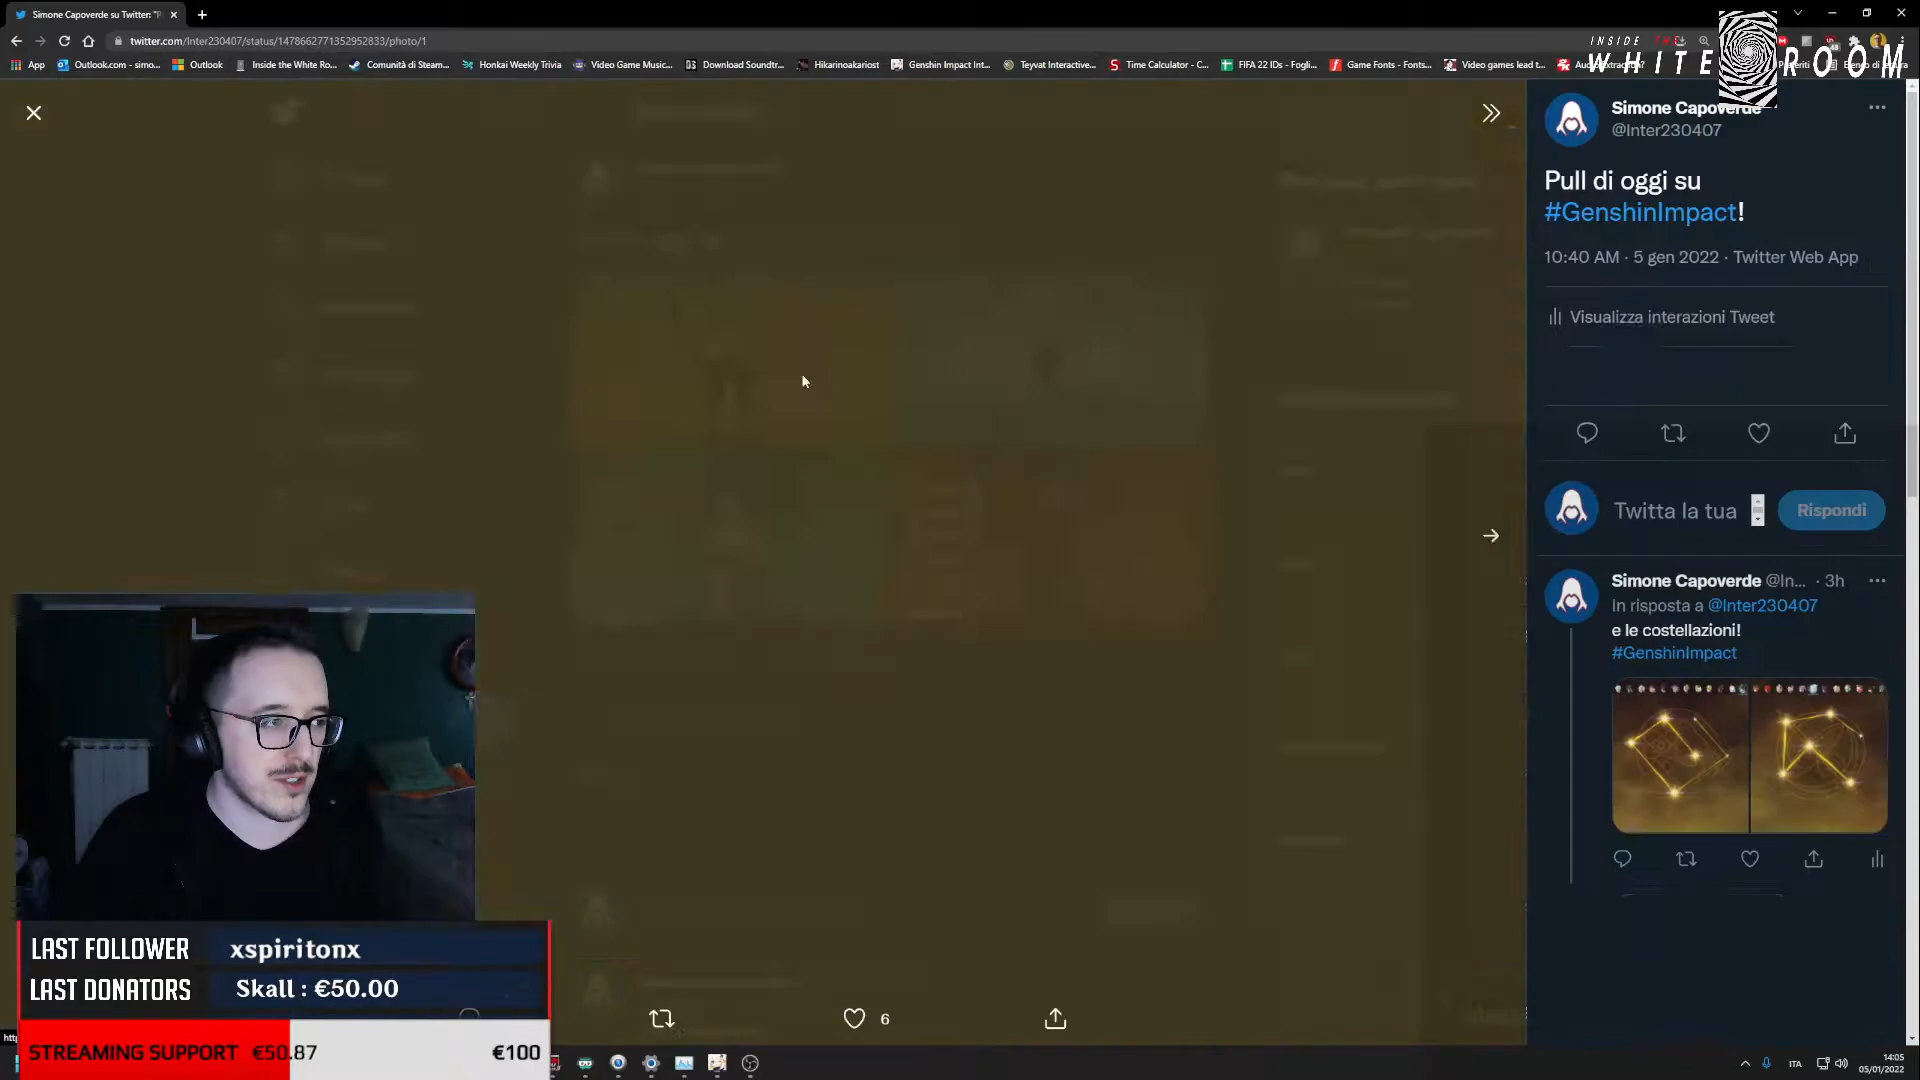 Simone Capoverde su Twitter: "P
twitter.com/Inter230407/status/1478662771352952833/photo/1
App
Outlook.com - simo...
Outlook
Inside the White Ro...
Comunità di Steam...
Honkai Weekly Trivia
Video Game Music...
Download Soundtr...
Hikarinoakariost
Genshin Impact Int...
Teyvat Interactive...
Time Calculator - C...
FIFA 22 IDs - Fogli...
Game Fonts - Fonts...
Video games lead t...
INSIDE THE
WHITE ROOM
Simone Capoverde
@Inter230407
Pull di oggi su
#GenshinImpact!
10:40 AM · 5 gen 2022 · Twitter Web App
Visualizza interazioni Tweet
Twitta la tua
Rispondi
Simone Capoverde @In... · 3h
In risposta a @Inter230407
e le costellazioni!
#GenshinImpact
6
LAST FOLLOWER xspiritonx
LAST DONATORS Skall : €50.00
STREAMING SUPPORT €50.87 €100
ITA
14:05
05/01/2022